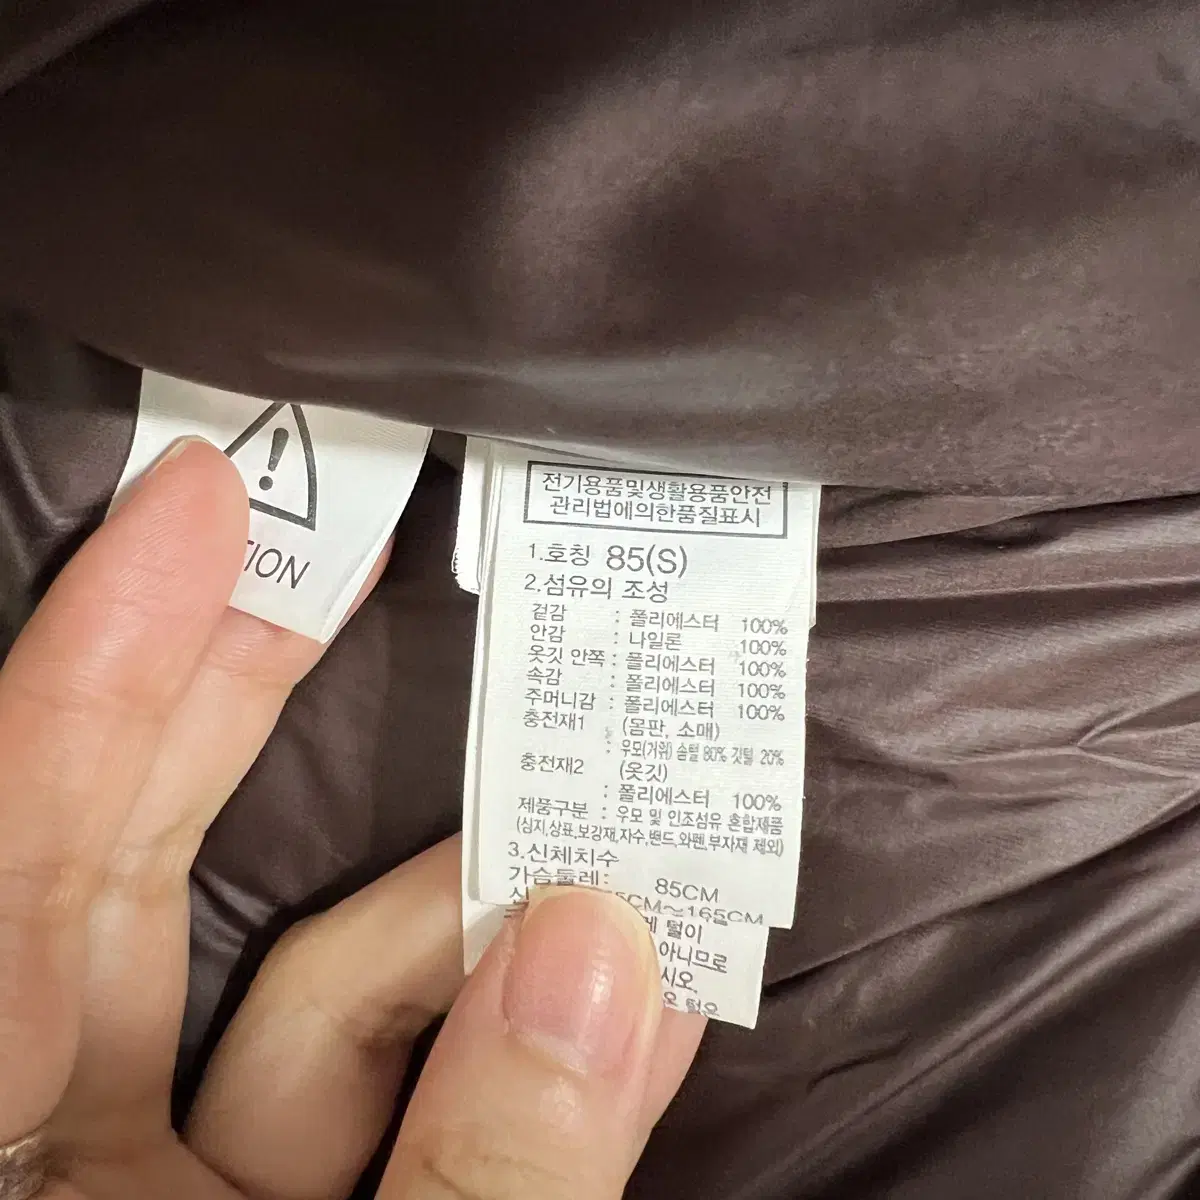 전기용품및생활용품안전
관리법에의한품질표시
1.호칭 85(S)
2.섬유의 조성
겉감 : 폴리에스터 100%
안감 : 나일론 100%
옷깃 안쪽 : 폴리에스터 100%
속감 : 폴리에스터 100%
주머니감 : 폴리에스터 100%
충전재1 (몸판, 소매)
: 우모(거위) 솜털 80% 깃털 20%
충전재2 (옷깃)
: 폴리에스터 100%
제품구분 : 우모 및 인조섬유 혼합제품
(심지,상표,보강재,자수,밴드,와펜,부자재 제외)
3.신체치수
가슴둘레: 85CM
5CM~165CM
털이
아니므로
시오.
털은
TION